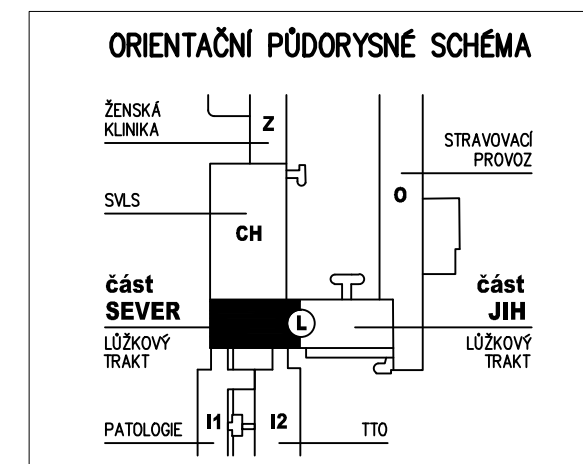 ORIENTAČNÍ PŮDORYSNÉ SCHÉMA
ŽENSKÁ
KLINIKA
Z
STRAVOVACÍ
PROVOZ
O
SVLS
CH
část
SEVER
LŮŽKOVÝ
TRAKT
L
část
JIH
LŮŽKOVÝ
TRAKT
PATOLOGIE
I1
I2
TTO